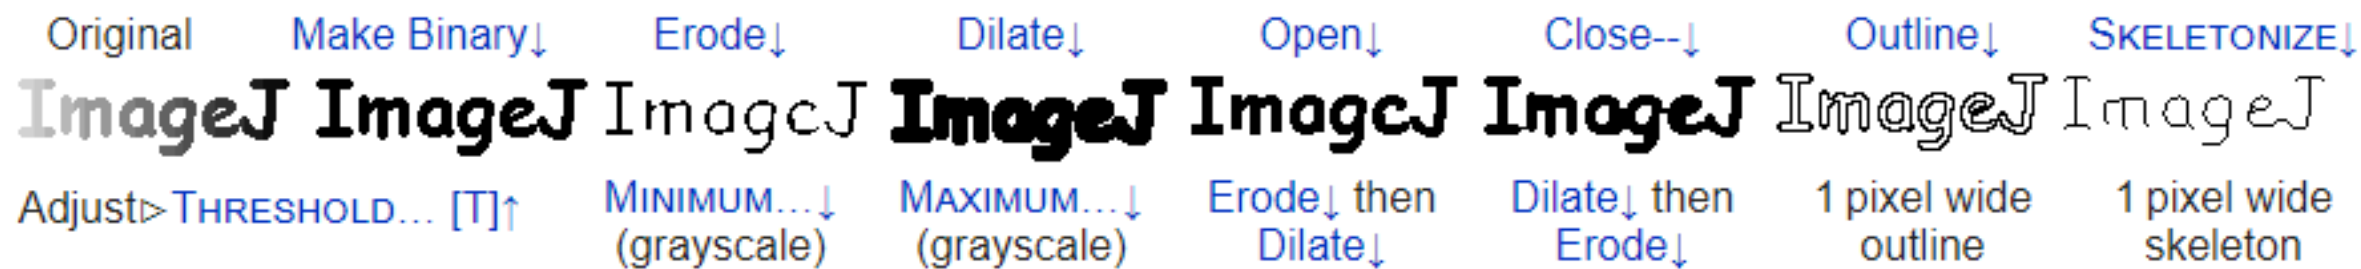 Original Make Binary↓ Erode↓ Dilate↓ Open↓ Close--↓ Outline↓ SKELETONIZE↓
ImageJ ImageJ ImagcJ ImageJ ImagcJ ImageJ ImageJ ImageJ
Adjust▷THRESHOLD... [T]↑ MINIMUM...↓ MAXIMUM...↓ Erode↓ then Dilate↓ then 1 pixel wide 1 pixel wide
(grayscale) (grayscale) Dilate↓ Erode↓ outline skeleton